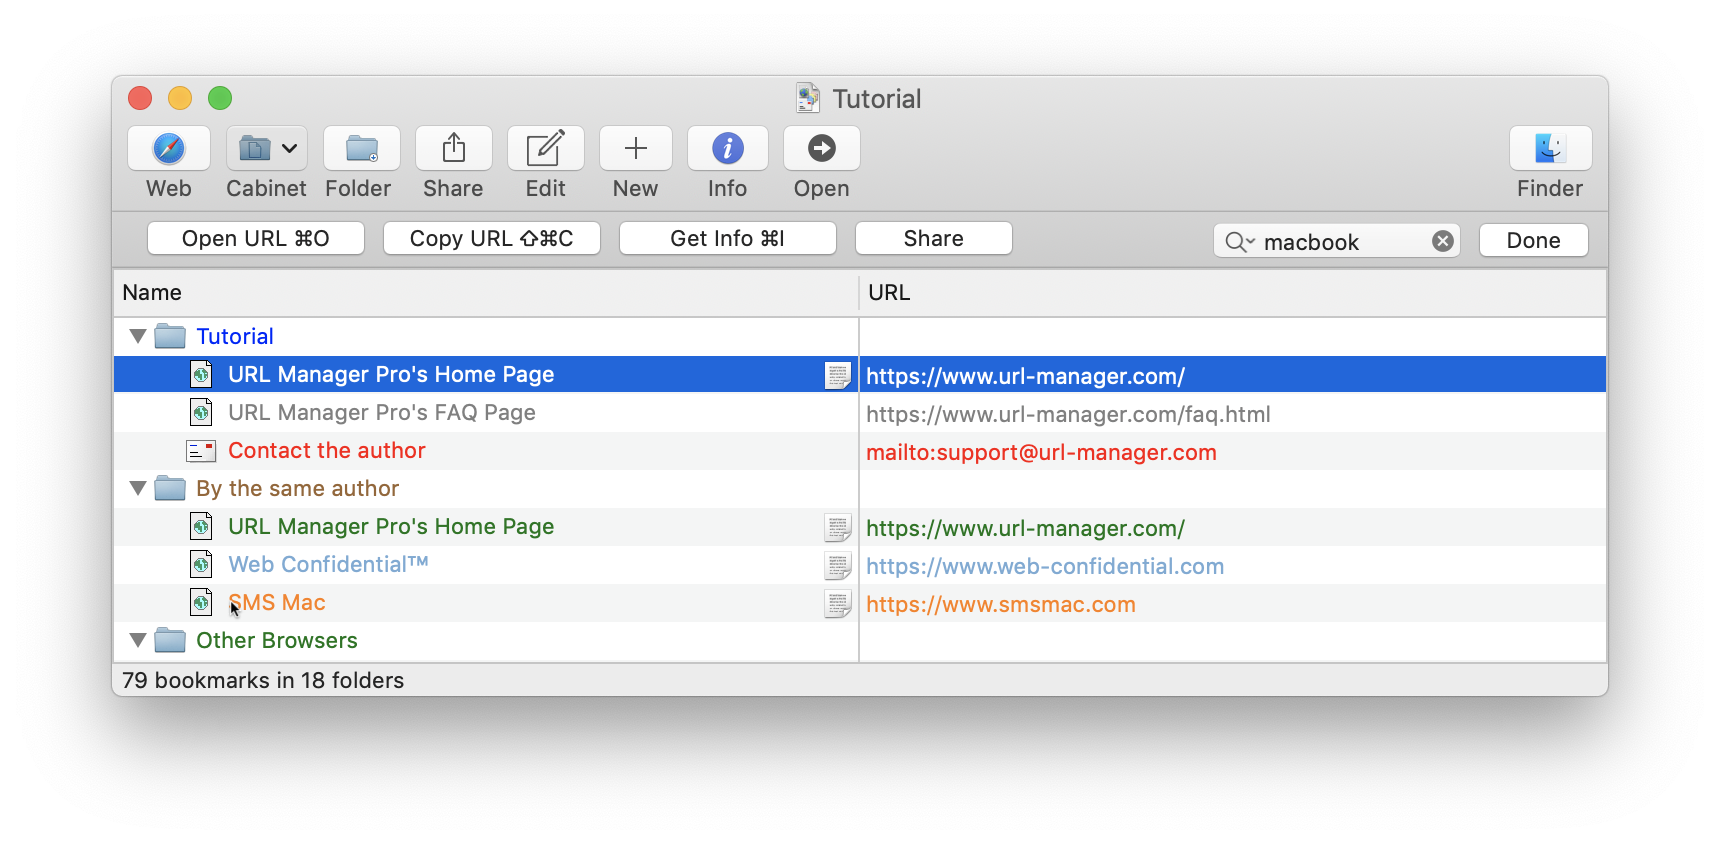 Tutorial
Web Cabinet Folder Share Edit New Info Open Finder
Open URL ⌘O Copy URL ⇧⌘C Get Info ⌘I Share macbook Done
Name URL
Tutorial
URL Manager Pro's Home Page https://www.url-manager.com/
URL Manager Pro's FAQ Page https://www.url-manager.com/faq.html
Contact the author mailto:support@url-manager.com
By the same author
URL Manager Pro's Home Page https://www.url-manager.com/
Web Confidential™ https://www.web-confidential.com
SMS Mac https://www.smsmac.com
Other Browsers
79 bookmarks in 18 folders